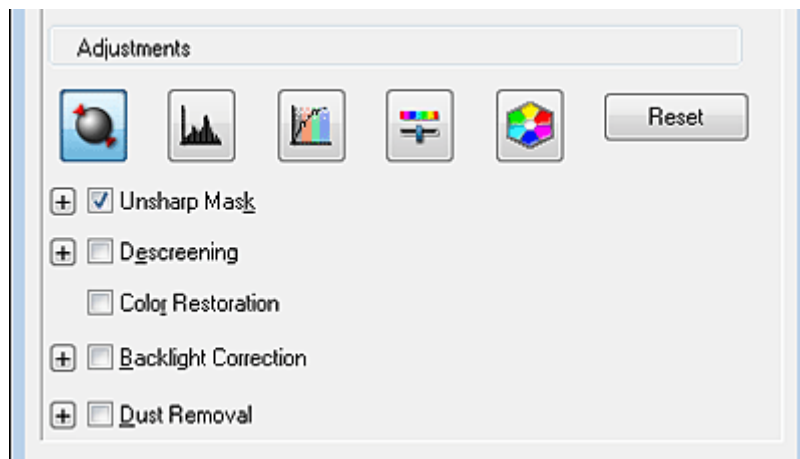 Adjustments
Reset
Unsharp Mask
Descreening
Color Restoration
Backlight Correction
Dust Removal